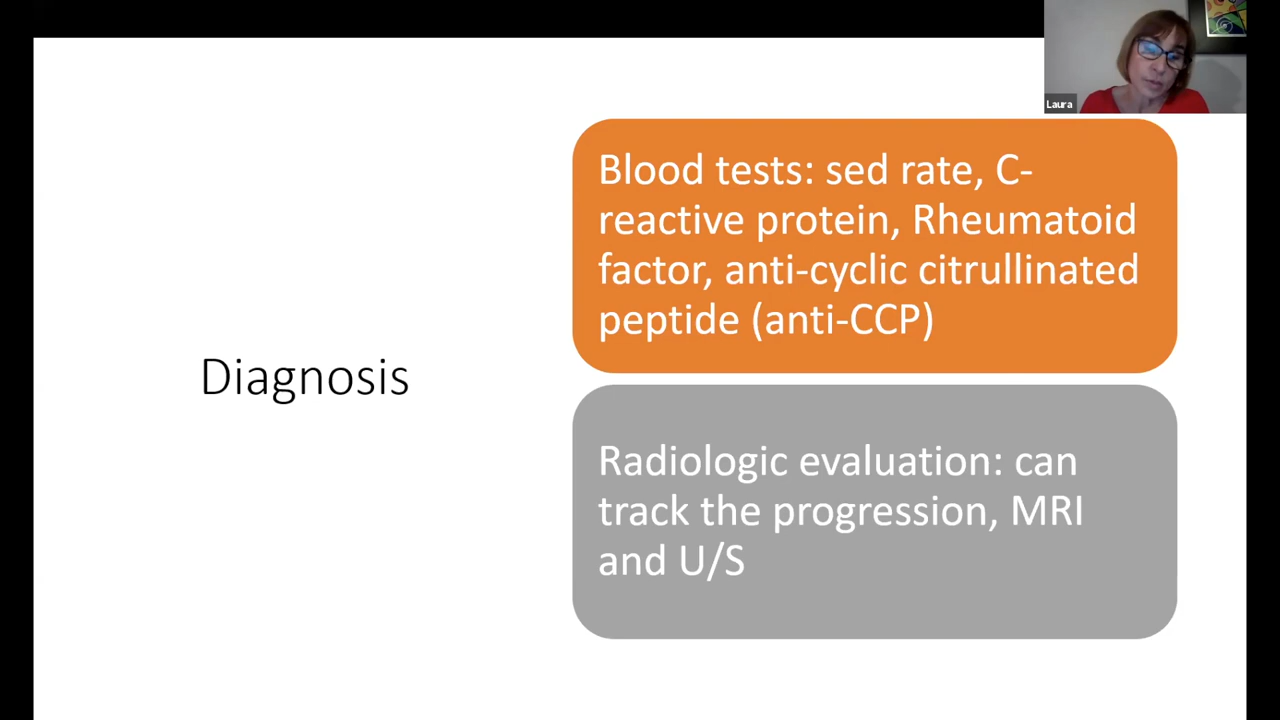 Laura
Blood tests: sed rate, C-
reactive protein, Rheumatoid
factor, anti-cyclic citrullinated
peptide (anti-CCP)
Diagnosis
Radiologic evaluation: can
track the progression, MRI
and U/S